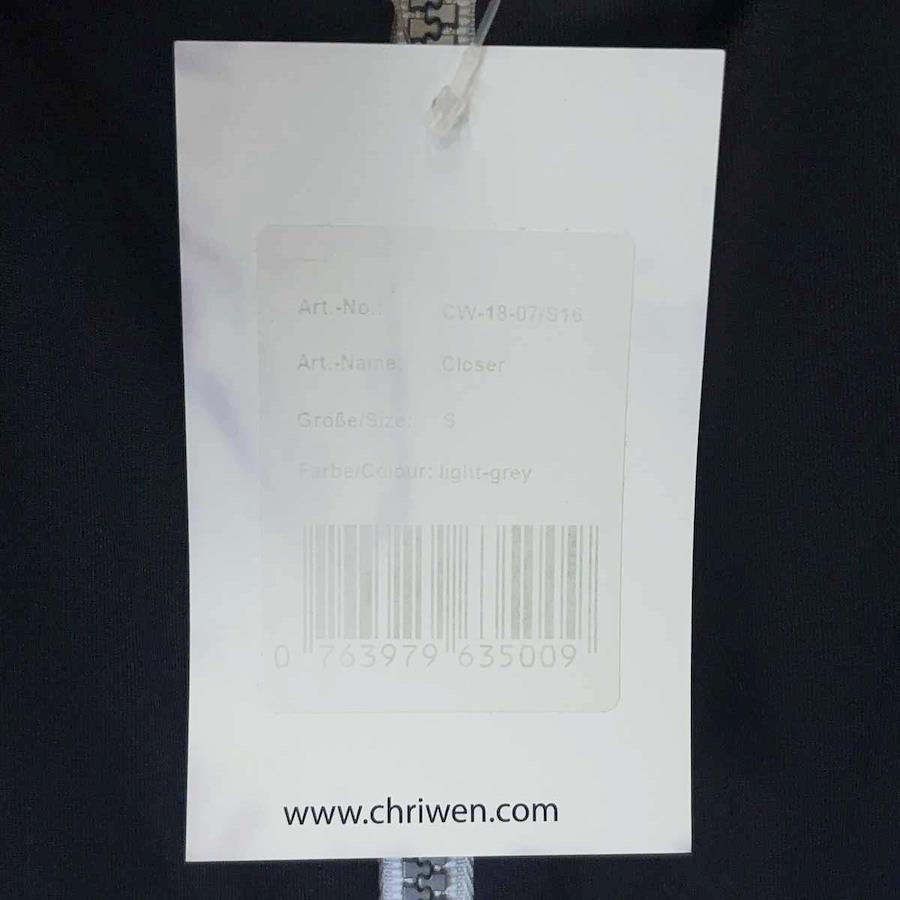 Art.-No.: CW-18-07/S16
Art.-Name: Closer
Größe/Size: S
Farbe/Colour: light-grey
0 763979 635009
www.chriwen.com